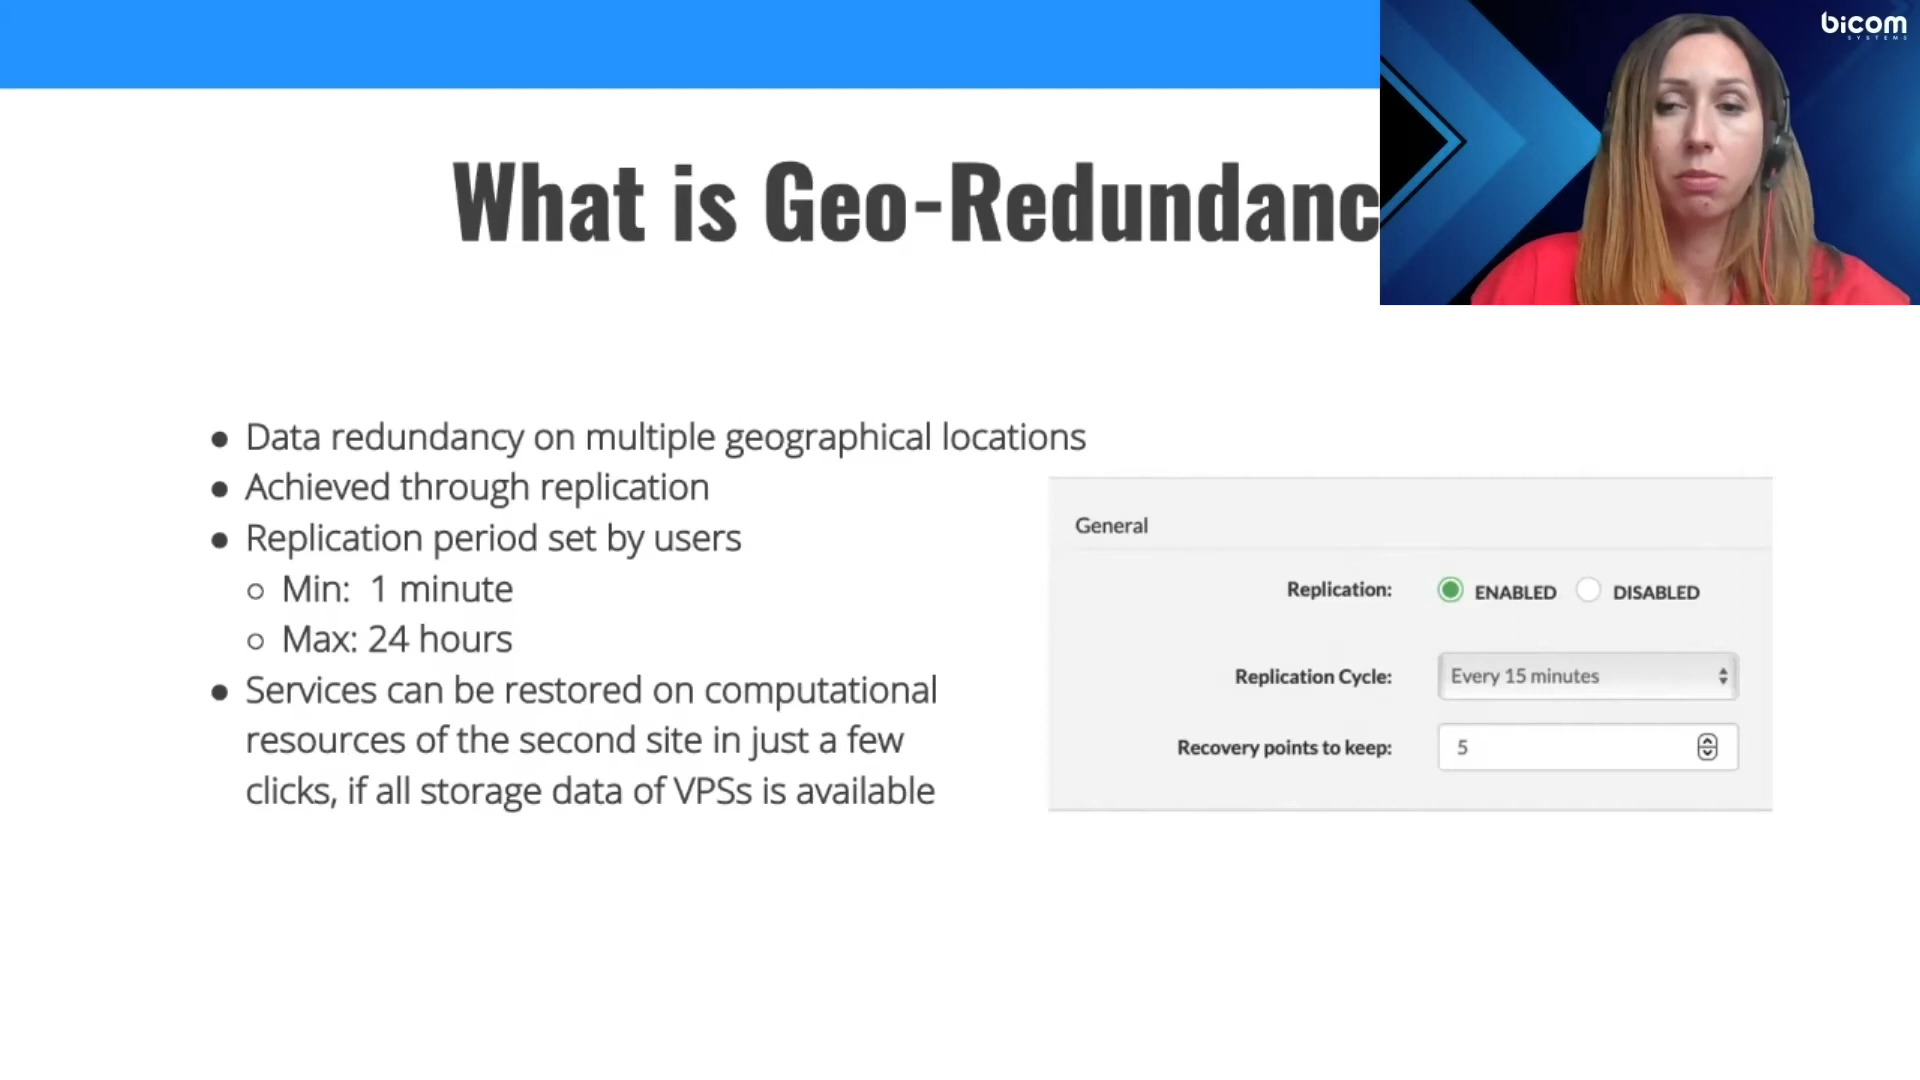 bicom
SYSTEMS
What is Geo-Redundanc
● Data redundancy on multiple geographical locations
● Achieved through replication
● Replication period set by users
○ Min: 1 minute
○ Max: 24 hours
● Services can be restored on computational
resources of the second site in just a few
clicks, if all storage data of VPSs is available
General
Replication: ENABLED DISABLED
Replication Cycle: Every 15 minutes
Recovery points to keep: 5